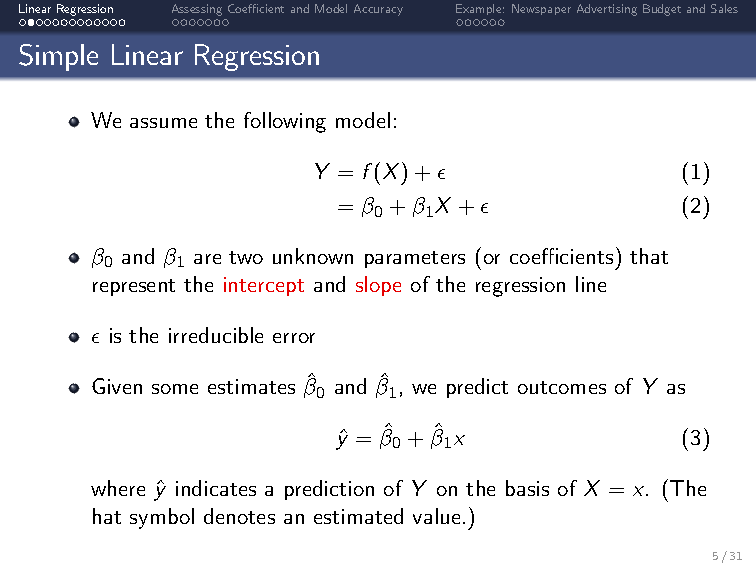 Linear Regression Assessing Coefficient and Model Accuracy Example: Newspaper Advertising Budget and Sales
Simple Linear Regression
We assume the following model:
Y = f(X) + ϵ (1)
= β₀ + β₁X + ϵ (2)
β₀ and β₁ are two unknown parameters (or coefficients) that
represent the intercept and slope of the regression line
ϵ is the irreducible error
Given some estimates β̂₀ and β̂₁, we predict outcomes of Y as
ŷ = β̂₀ + β̂₁x (3)
where ŷ indicates a prediction of Y on the basis of X = x. (The
hat symbol denotes an estimated value.)
5 / 31